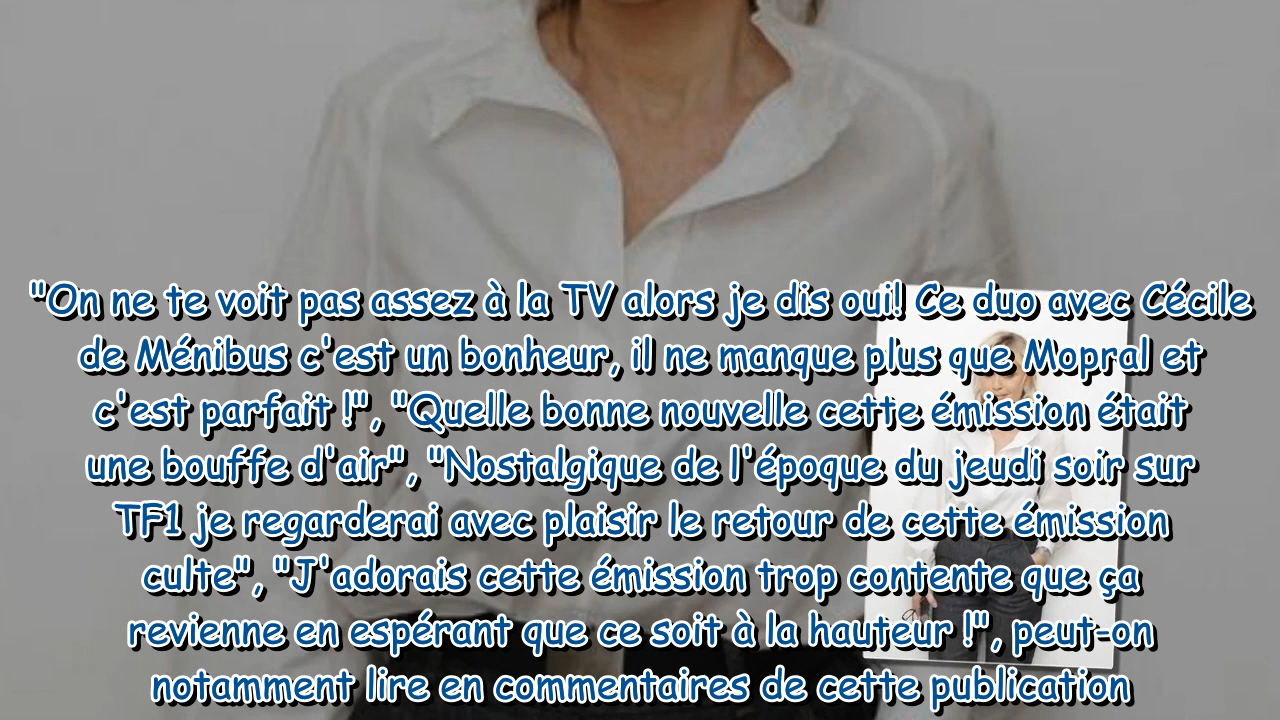 "On ne te voit pas assez à la TV alors je dis oui! Ce duo avec Cécile
de Ménibus c'est un bonheur, il ne manque plus que Mopral et
c'est parfait !", "Quelle bonne nouvelle cette émission était
une bouffe d'air", "Nostalgique de l'époque du jeudi soir sur
TF1 je regarderai avec plaisir le retour de cette émission
culte", "J'adorais cette émission trop contente que ça
revienne en espérant que ce soit à la hauteur !", peut-on
notamment lire en commentaires de cette publication